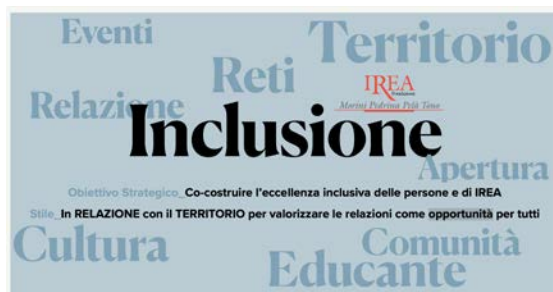 Eventi
Territorio
Reti
IREA
Fondazione
Morini Pedrina Pelà Tono
Relazione
Inclusione
Apertura
Obiettivo Strategico_Co-costruire l'eccellenza inclusiva delle persone e di IREA
Stile_In RELAZIONE con il TERRITORIO per valorizzare le relazioni come opportunità per tutti
Cultura
Comunità
Educante